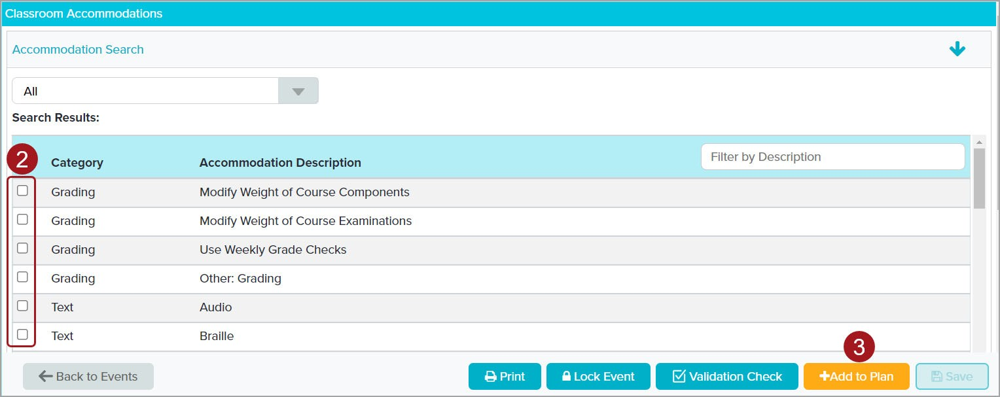 Classroom Accommodations
Accommodation Search
All
Search Results:
2 Category Accommodation Description Filter by Description
Grading Modify Weight of Course Components
Grading Modify Weight of Course Examinations
Grading Use Weekly Grade Checks
Grading Other: Grading
Text Audio
Text Braille
3
Back to Events Print Lock Event Validation Check +Add to Plan Save